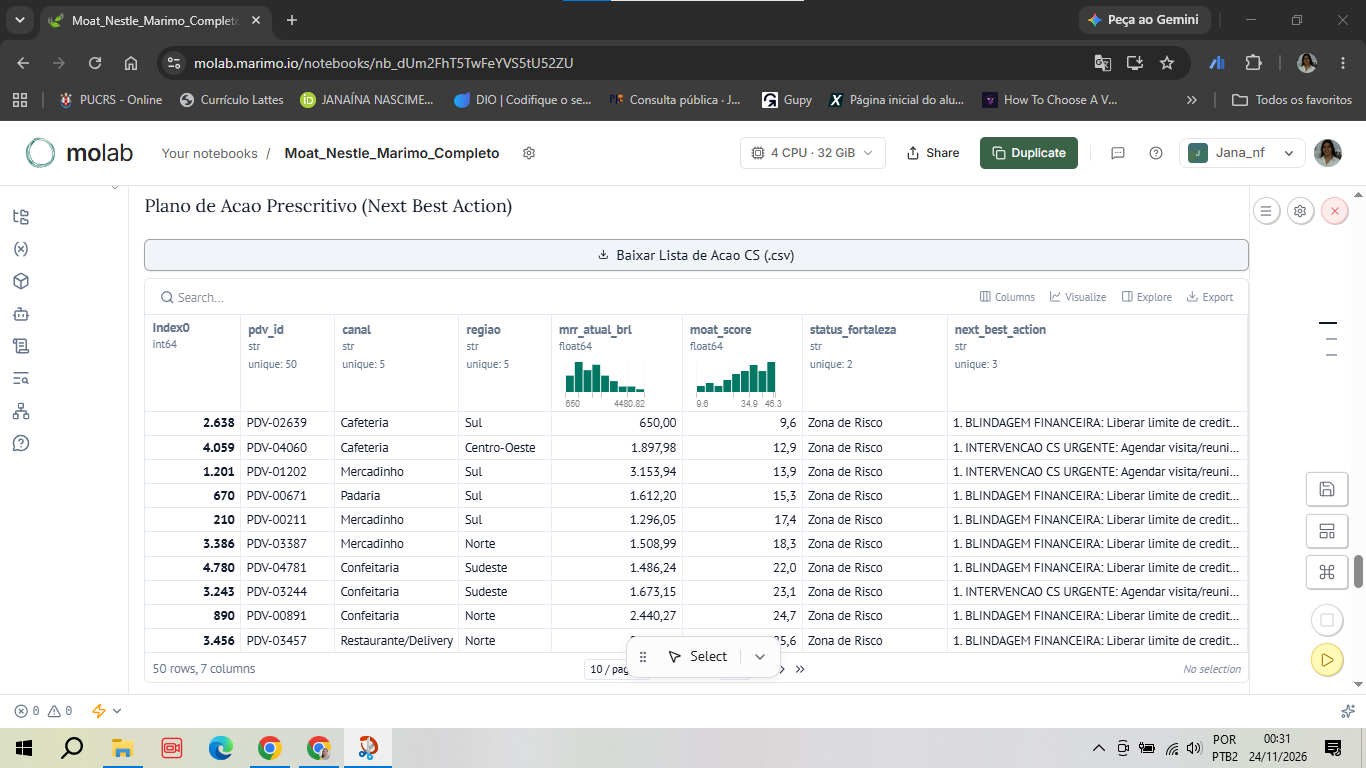 Moat_Nestle_Marimo_Completo
Peça ao Gemini
molab.marimo.io/notebooks/nb_dUm2FhT5TwFeYVS5tU52ZU
PUCRS - Online
Currículo Lattes
JANAÍNA NASCIME...
DIO | Codifique o se...
Consulta pública · J...
Gupy
Página inicial do alu...
How To Choose A V...
Todos os favoritos
molab
Your notebooks / Moat_Nestle_Marimo_Completo
4 CPU · 32 GiB
Share
Duplicate
J Jana_nf
Plano de Acao Prescritivo (Next Best Action)
Baixar Lista de Acao CS (.csv)
Search...
Columns
Visualize
Explore
Export
Index0 pdv_id canal regiao mrr_atual_brl moat_score status_fortaleza next_best_action
int64 str str str float64 float64 str str
unique: 50 unique: 5 unique: 5 unique: 2 unique: 3
650 4480.82 9.6 34.9 46.3
2.638 PDV-02639 Cafeteria Sul 650,00 9,6 Zona de Risco 1. BLINDAGEM FINANCEIRA: Liberar limite de credit...
4.059 PDV-04060 Cafeteria Centro-Oeste 1.897,98 12,9 Zona de Risco 1. INTERVENCAO CS URGENTE: Agendar visita/reuni...
1.201 PDV-01202 Mercadinho Sul 3.153,94 13,9 Zona de Risco 1. INTERVENCAO CS URGENTE: Agendar visita/reuni...
670 PDV-00671 Padaria Sul 1.612,20 15,3 Zona de Risco 1. BLINDAGEM FINANCEIRA: Liberar limite de credit...
210 PDV-00211 Mercadinho Sul 1.296,05 17,4 Zona de Risco 1. BLINDAGEM FINANCEIRA: Liberar limite de credit...
3.386 PDV-03387 Mercadinho Norte 1.508,99 18,3 Zona de Risco 1. BLINDAGEM FINANCEIRA: Liberar limite de credit...
4.780 PDV-04781 Confeitaria Sudeste 1.486,24 22,0 Zona de Risco 1. BLINDAGEM FINANCEIRA: Liberar limite de credit...
3.243 PDV-03244 Confeitaria Sudeste 1.673,15 23,1 Zona de Risco 1. INTERVENCAO CS URGENTE: Agendar visita/reuni...
890 PDV-00891 Confeitaria Norte 2.440,27 24,7 Zona de Risco 1. BLINDAGEM FINANCEIRA: Liberar limite de credit...
3.456 PDV-03457 Restaurante/Delivery Norte 5,6 Zona de Risco 1. BLINDAGEM FINANCEIRA: Liberar limite de credit...
Select
50 rows, 7 columns
10 / pag
No selection
0 0
POR
PTB2
00:31
24/11/2026